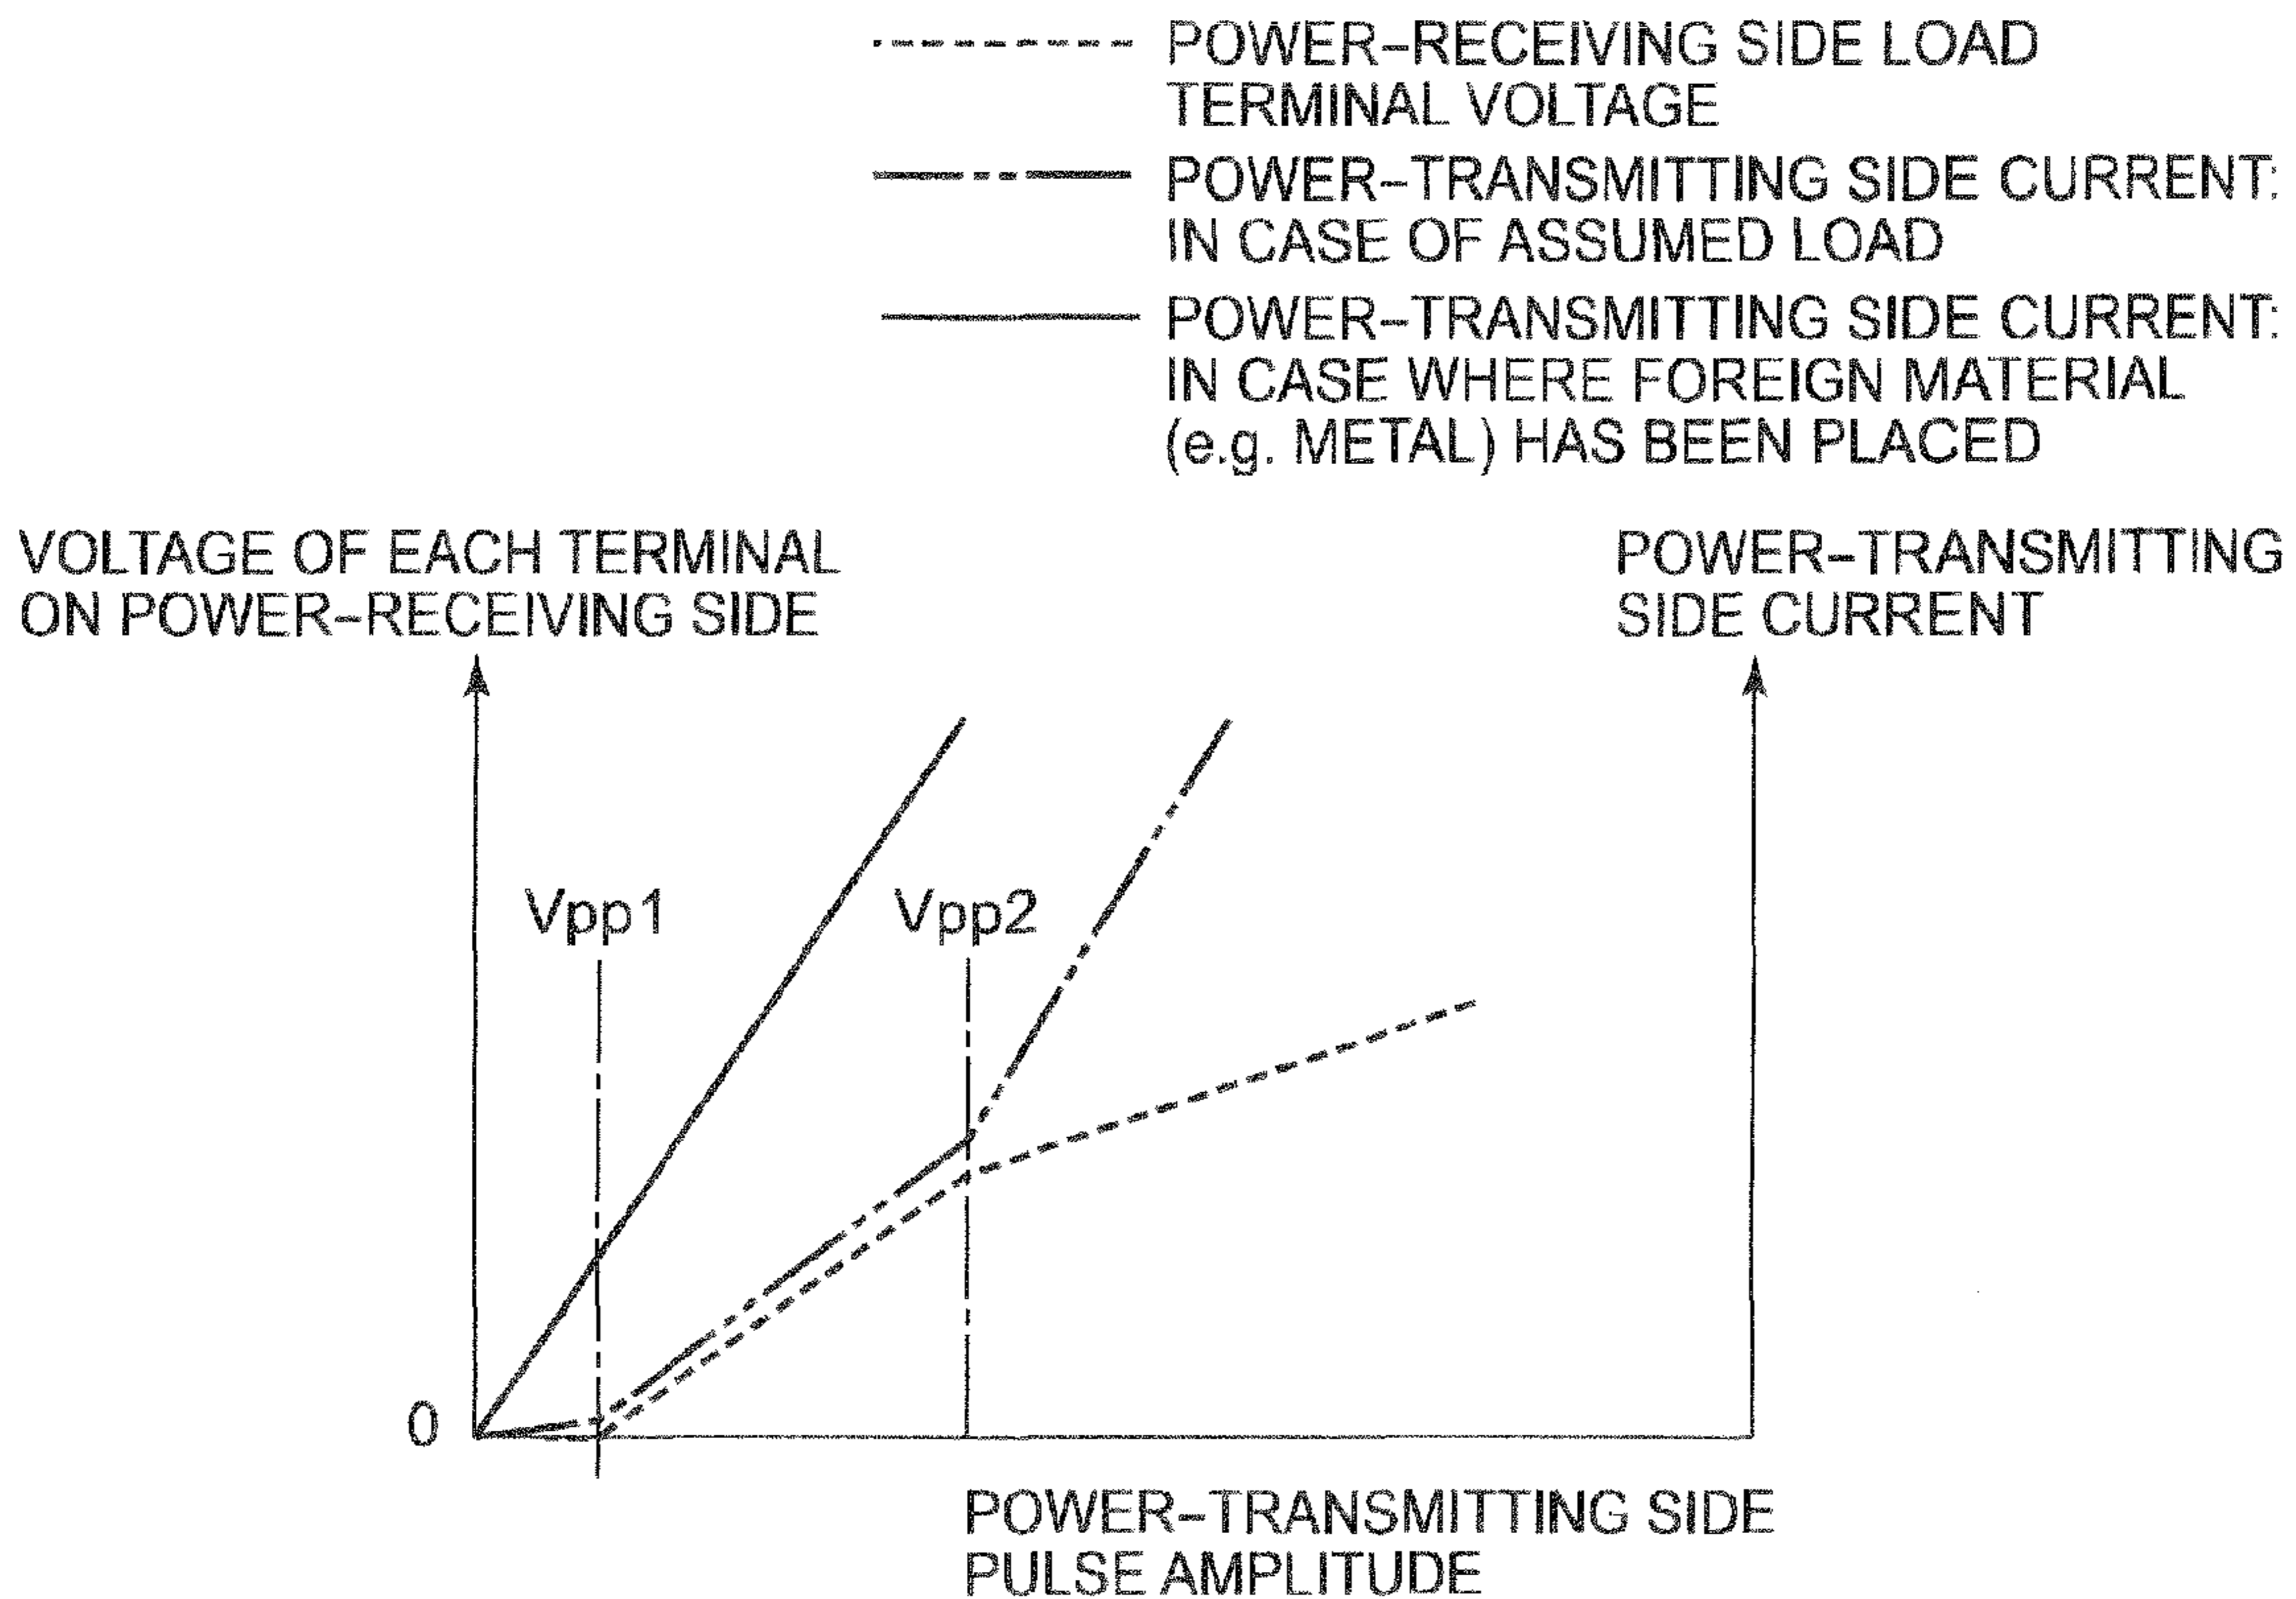 POWER-RECEIVING SIDE LOAD
TERMINAL VOLTAGE
POWER-TRANSMITTING SIDE CURRENT:
IN CASE OF ASSUMED LOAD
POWER-TRANSMITTING SIDE CURRENT:
IN CASE WHERE FOREIGN MATERIAL
(e.g. METAL) HAS BEEN PLACED
VOLTAGE OF EACH TERMINAL
ON POWER-RECEIVING SIDE
POWER-TRANSMITTING
SIDE CURRENT
Vpp1
Vpp2
0
POWER-TRANSMITTING SIDE
PULSE AMPLITUDE